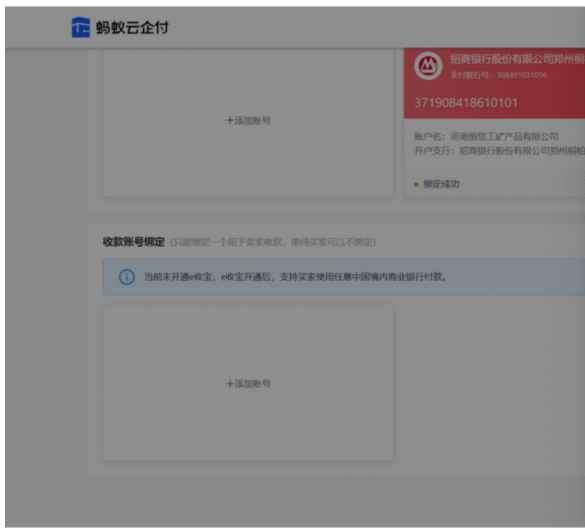 蚂蚁云企付
招商银行股份有限公司郑州桐
支付联行号：308491031056
371908418610101
+添加账号
账户名：河南恒信工矿产品有限公司
开户支行：招商银行股份有限公司郑州桐柏
绑定成功
收款账号绑定（只能绑定一个用于卖家收款，单纯买家可以不绑定）
当前未开通e收宝，e收宝开通后，支持买家使用任意中国境内商业银行付款。
+添加账号